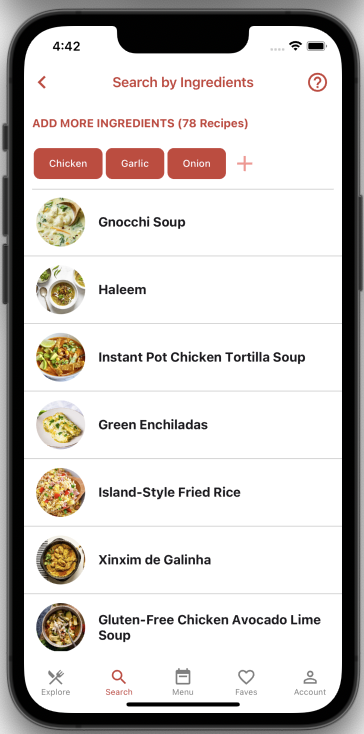 4:42
Search by Ingredients
ADD MORE INGREDIENTS (78 Recipes)
Chicken Garlic Onion
Gnocchi Soup
Haleem
Instant Pot Chicken Tortilla Soup
Green Enchiladas
Island-Style Fried Rice
Xinxim de Galinha
Gluten-Free Chicken Avocado Lime
Soup
Explore Search Menu Faves Account